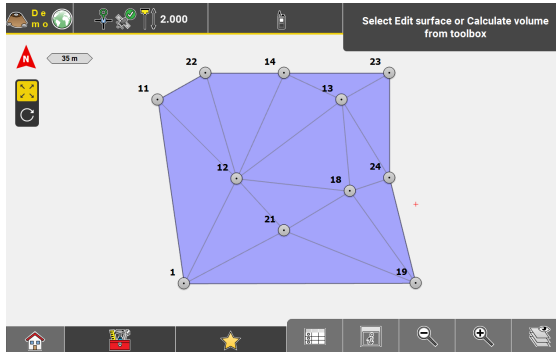 De
mo
2.000
Select Edit surface or Calculate volume
from toolbox
N
35 m
22
14
23
11
13
12
24
18
21
1
19